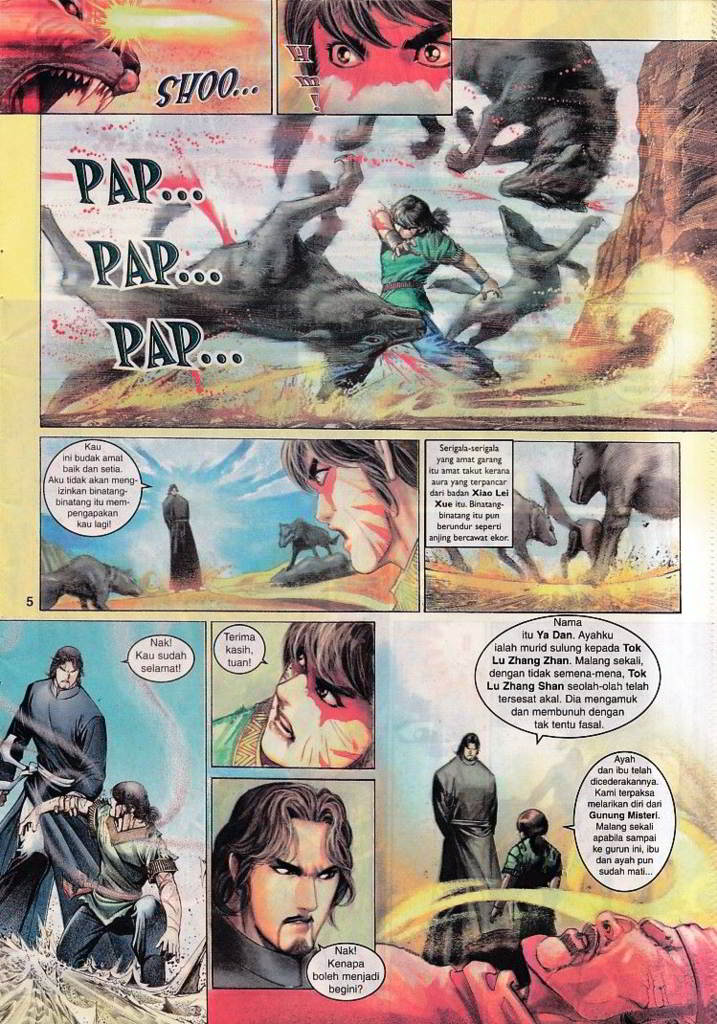 SHOO...
HM
M
!
PAP...
PAP...
PAP...
Kau
ini budak amat
baik dan setia.
Aku tidak akan meng-
izinkan binatang-
binatang itu mem-
pengapakan
kau lagi!
Serigala-serigala
yang amat garang
itu amat takut kerana
aura yang terpancar
dari badan Xiao Lei
Xue itu. Binatang-
binatang itu pun
berundur seperti
anjing bercawat ekor.
5
Nak!
Kau sudah
selamat!
Terima
kasih,
tuan!
Nak!
Kenapa
boleh menjadi
begini?
Nama
itu Ya Dan. Ayahku
ialah murid sulung kepada Tok
Lu Zhang Zhan. Malang sekali,
dengan tidak semena-mena, Tok
Lu Zhang Shan seolah-olah telah
tersesat akal. Dia mengamuk
dan membunuh dengan
tak tentu fasal.
Ayah
dan ibu telah
dicederakannya.
Kami terpaksa
melarikan diri dari
Gunung Misteri.
Malang sekali
apabila sampai
ke gurun ini, ibu
dan ayah pun
sudah mati...